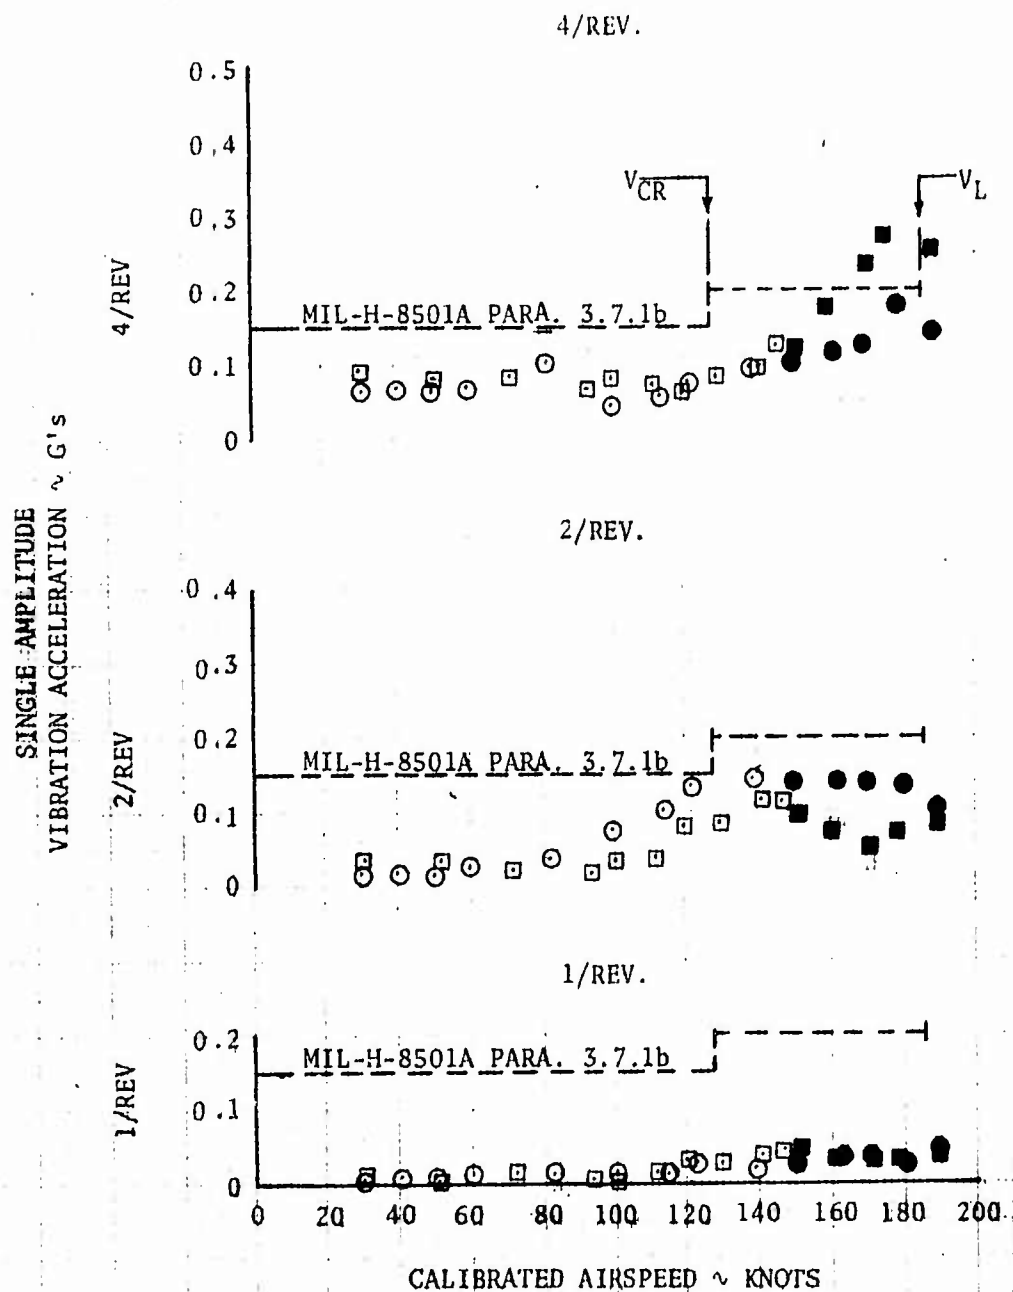 4/REV.
0.5
0.4
0.3
0.2
0.1
0
4/REV
V_CR
V_L
MIL-H-8501A PARA. 3.7.1b
SINGLE AMPLITUDE
VIBRATION ACCELERATION ~ G's
2/REV.
0.4
0.3
0.2
0.1
0
2/REV
MIL-H-8501A PARA. 3.7.1b
1/REV.
0.2
0.1
0
1/REV
MIL-H-8501A PARA. 3.7.1b
0 20 40 60 80 100 120 140 160 180 200
CALIBRATED AIRSPEED ~ KNOTS